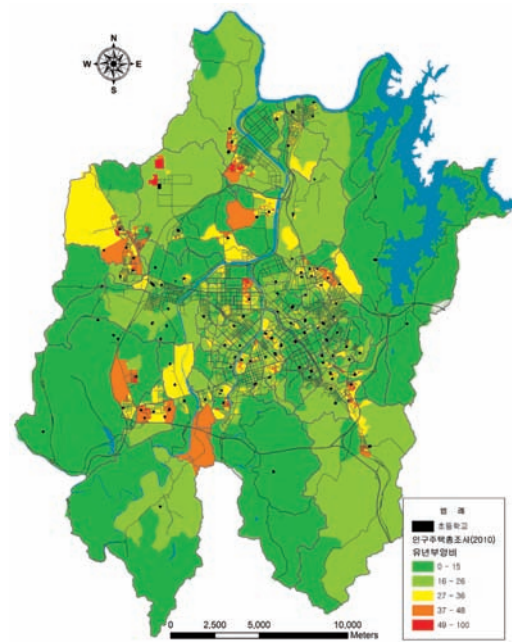 N
W E
S
범 례
초등학교
인구주택총조사(2010)
유년부양비
0 - 15
16 - 26
27 - 36
37 - 48
49 - 100
0 2,500 5,000 10,000
Meters